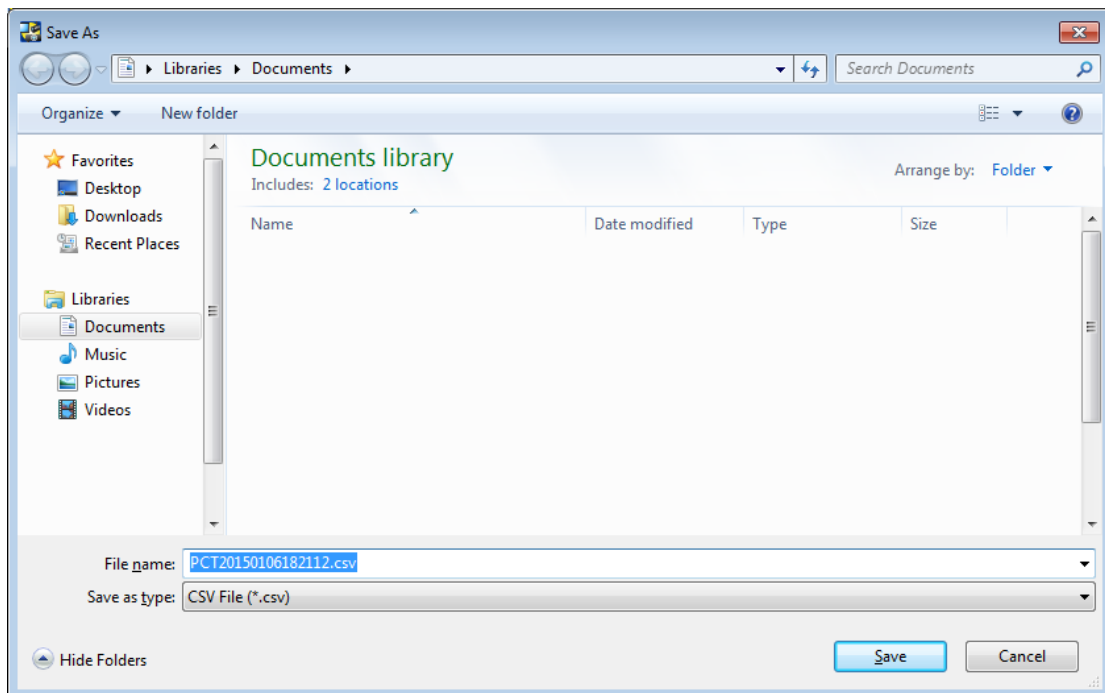 Save As
Libraries Documents
Search Documents
Organize New folder
Favorites
Desktop
Downloads
Recent Places
Libraries
Documents
Music
Pictures
Videos
Documents library
Includes: 2 locations
Arrange by: Folder
Name Date modified Type Size
File name: PCT20150106182112.csv
Save as type: CSV File (*.csv)
Hide Folders
Save Cancel